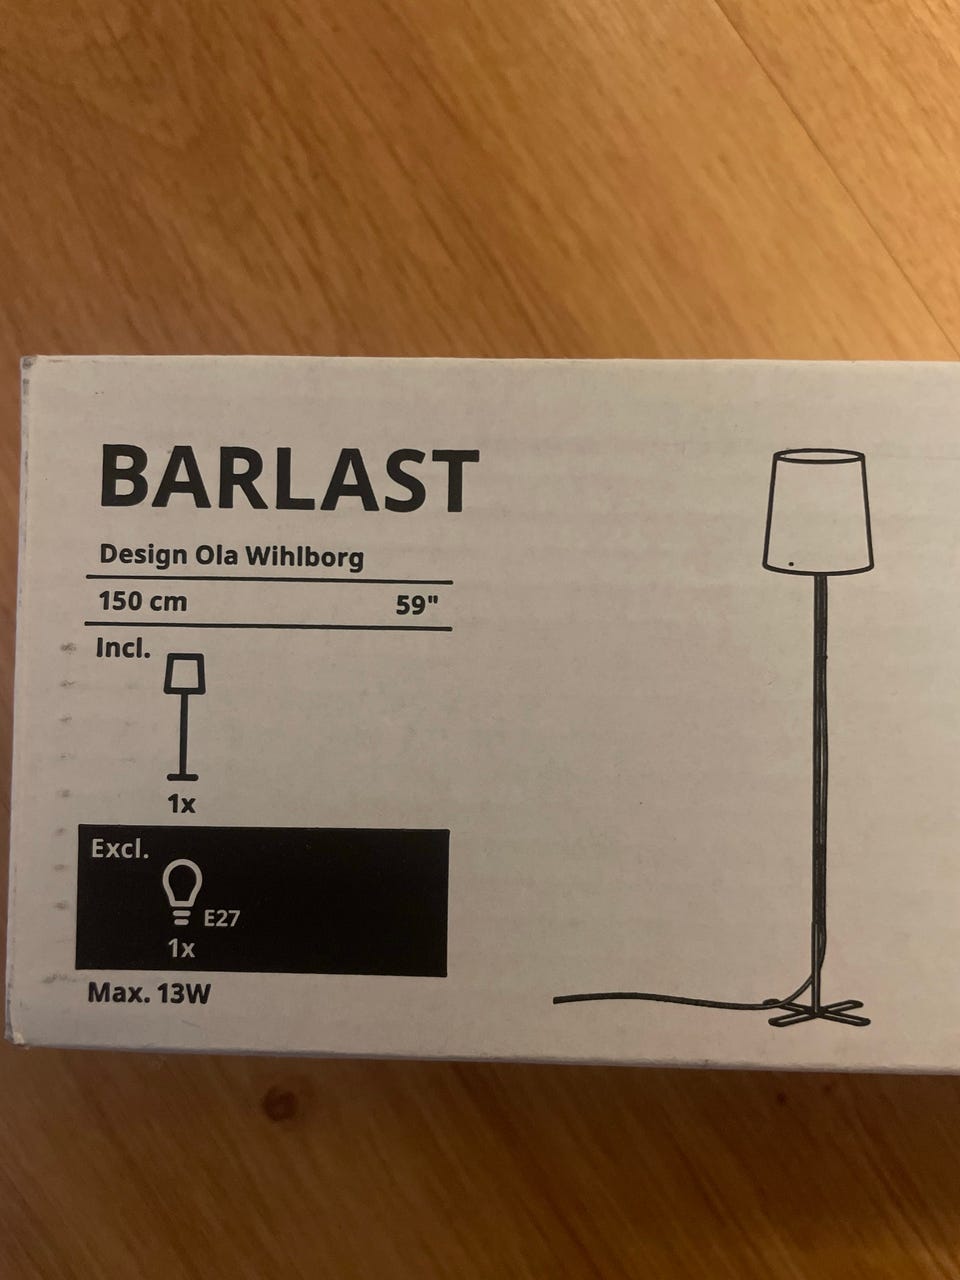 BARLAST
Design Ola Wihlborg
150 cm 59"
Incl.
1x
Excl.
E27
1x
Max. 13W